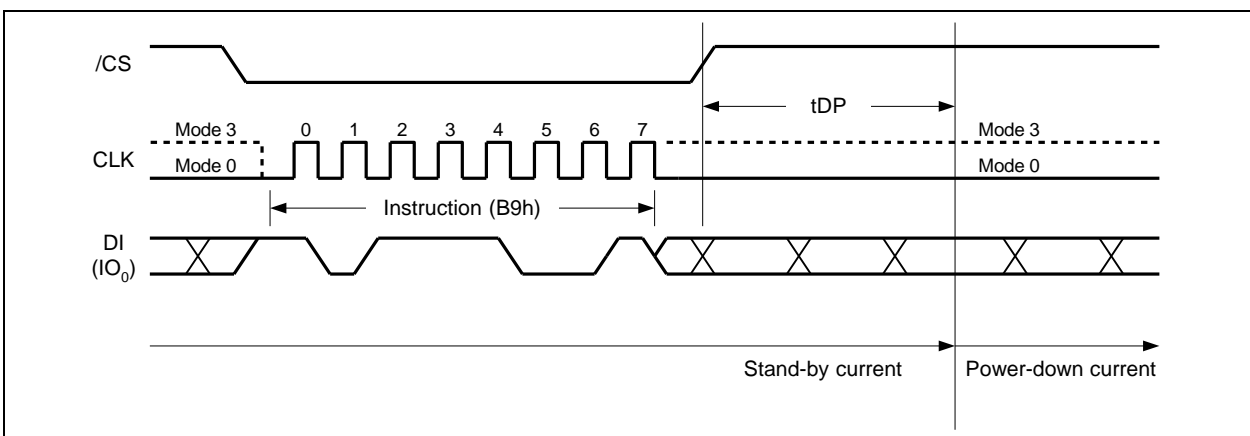 /CS
tDP
Mode 3
0 1 2 3 4 5 6 7
Mode 3
CLK
Mode 0
Mode 0
Instruction (B9h)
DI
(IO0)
Stand-by current
Power-down current